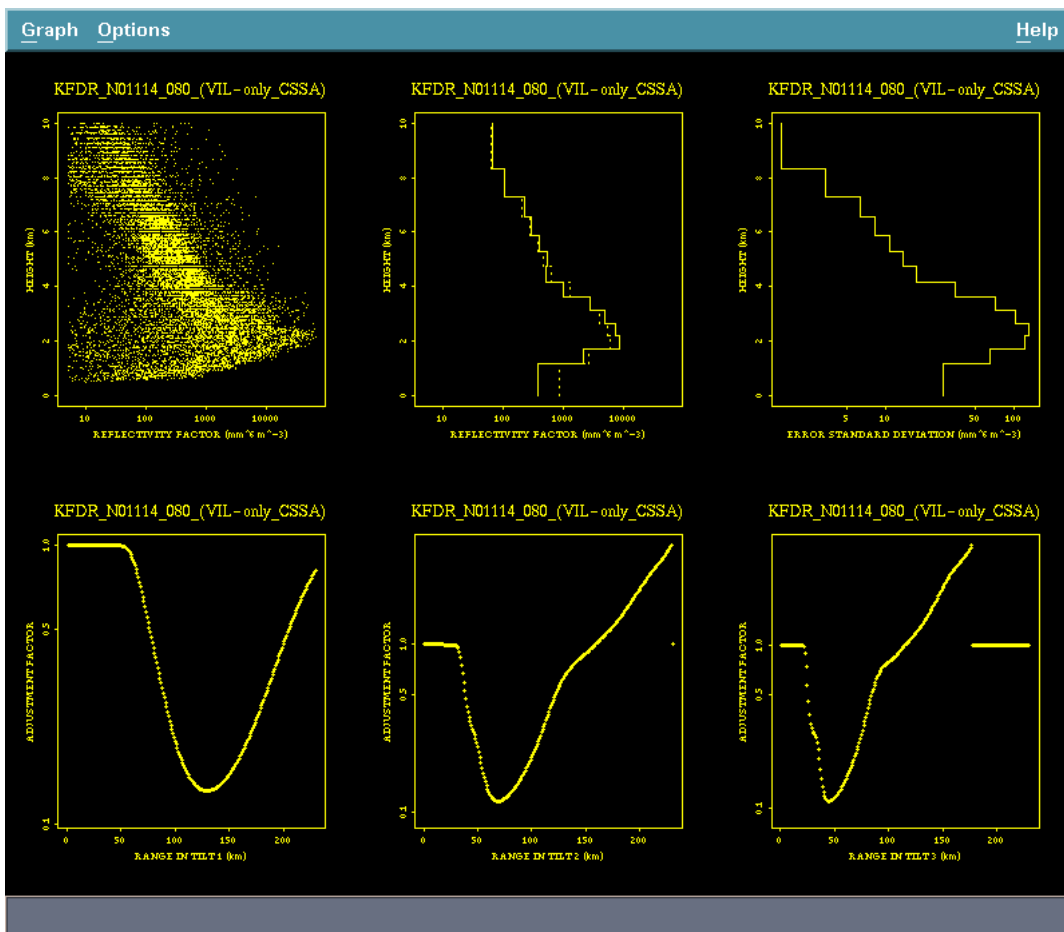 Graph Options Help
KFDR_N01114_080_(VIL-only_CSSA) KFDR_N01114_080_(VIL-only_CSSA) KFDR_N01114_080_(VIL-only_CSSA)
HEIGHT (km) HEIGHT (km) HEIGHT (km)
10 10 10
8 8 8
6 6 6
4 4 4
2 2 2
0 0 0
10 100 1000 10000 10 100 1000 10000 5 10 50 100
REFLECTIVITY FACTOR (mm^6 m^-3) REFLECTIVITY FACTOR (mm^6 m^-3) ERROR STANDARD DEVIATION (mm^6 m^-3)
KFDR_N01114_080_(VIL-only_CSSA) KFDR_N01114_080_(VIL-only_CSSA) KFDR_N01114_080_(VIL-only_CSSA)
ADJUSTMENT FACTOR ADJUSTMENT FACTOR ADJUSTMENT FACTOR
1.0 1.0 1.0
0.5 0.5 0.5
0.1 0.1 0.1
0 50 100 150 200 0 50 100 150 200 0 50 100 150 200
RANGE IN TILT 1 (km) RANGE IN TILT 2 (km) RANGE IN TILT 3 (km)